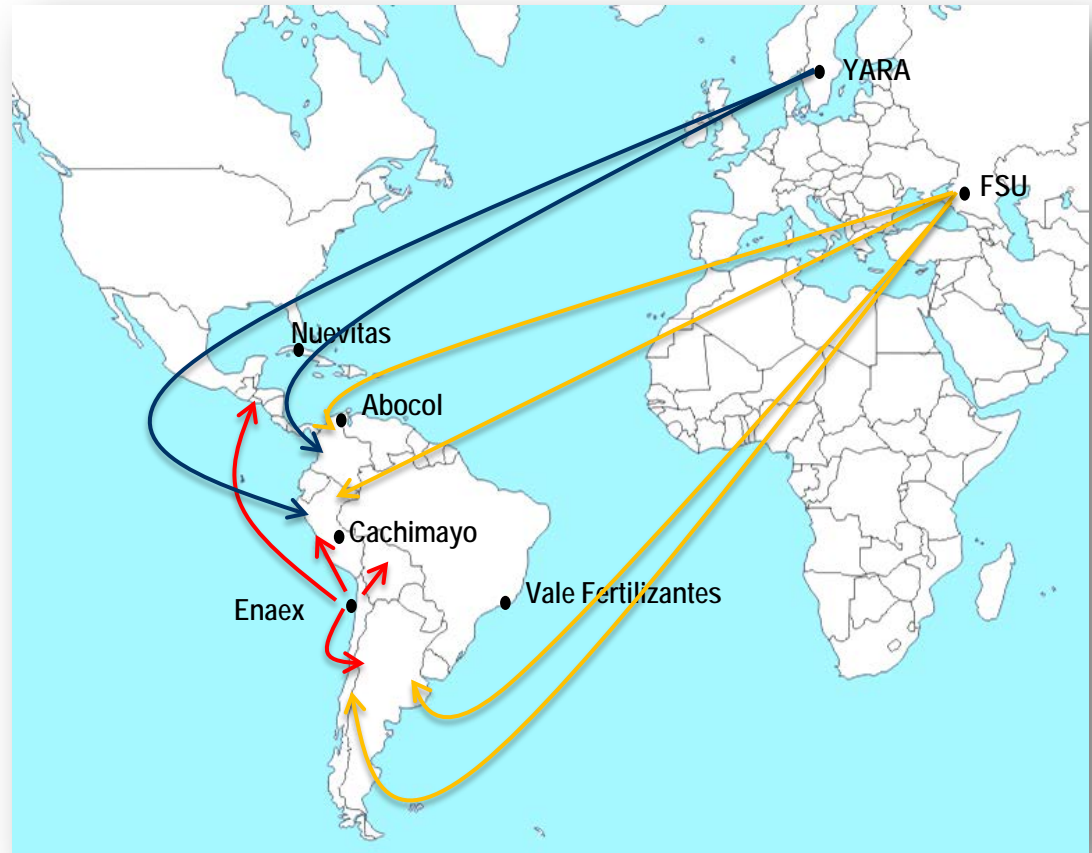 YARA
FSU
Nuevitas
Abocol
Cachimayo
Vale Fertilizantes
Enaex